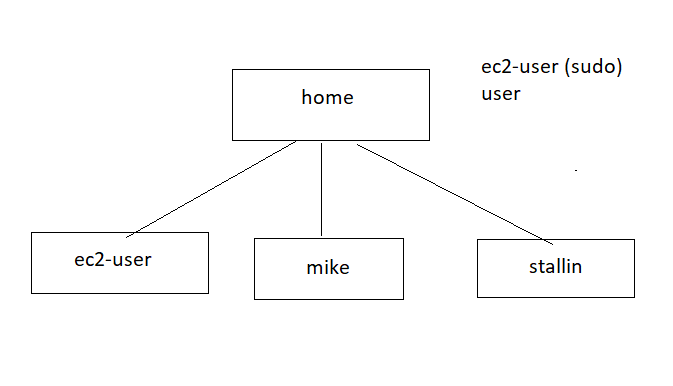 home
ec2-user (sudo)
user
ec2-user
mike
stallin